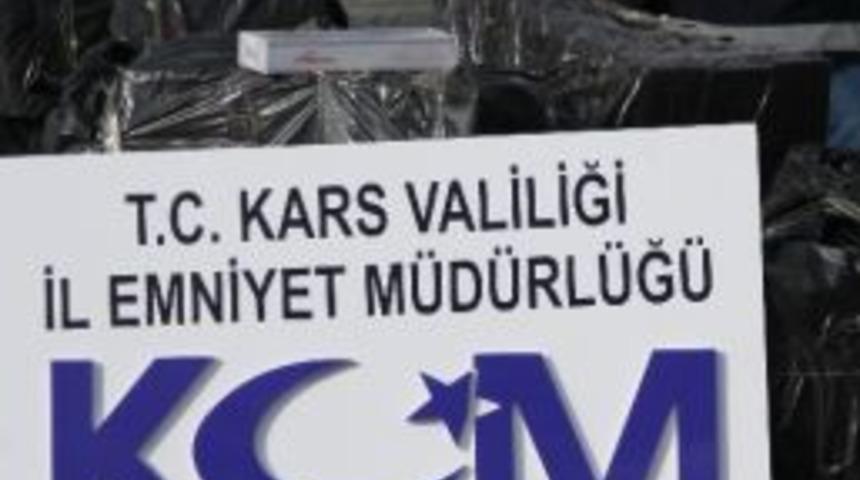 T.C. KARS VALİLİĞİ
İL EMNİYET MÜDÜRLÜĞÜ
KOM